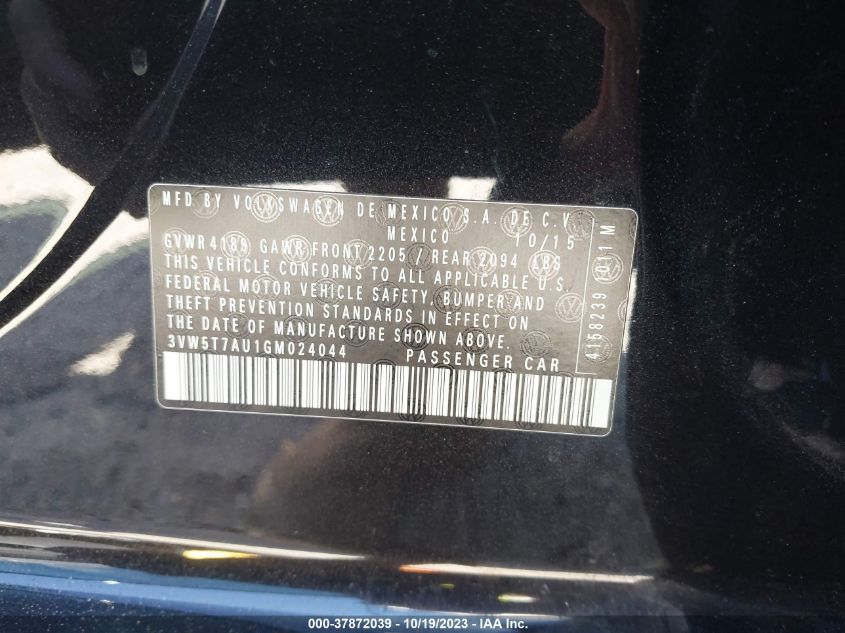 MFD BY VOLKSWAGEN DE MEXICO S.A. DE C.V.
MEXICO 10/15
GVWR 4189 GAWR FRONT 2205 / REAR 2094 LBS
THIS VEHICLE CONFORMS TO ALL APPLICABLE U.S.
FEDERAL MOTOR VEHICLE SAFETY, BUMPER AND
THEFT PREVENTION STANDARDS IN EFFECT ON
THE DATE OF MANUFACTURE SHOWN ABOVE.
3VW5T7AU1GM024044 PASSENGER CAR
4158239 011 M
000-37872039 - 10/19/2023 - IAA Inc.